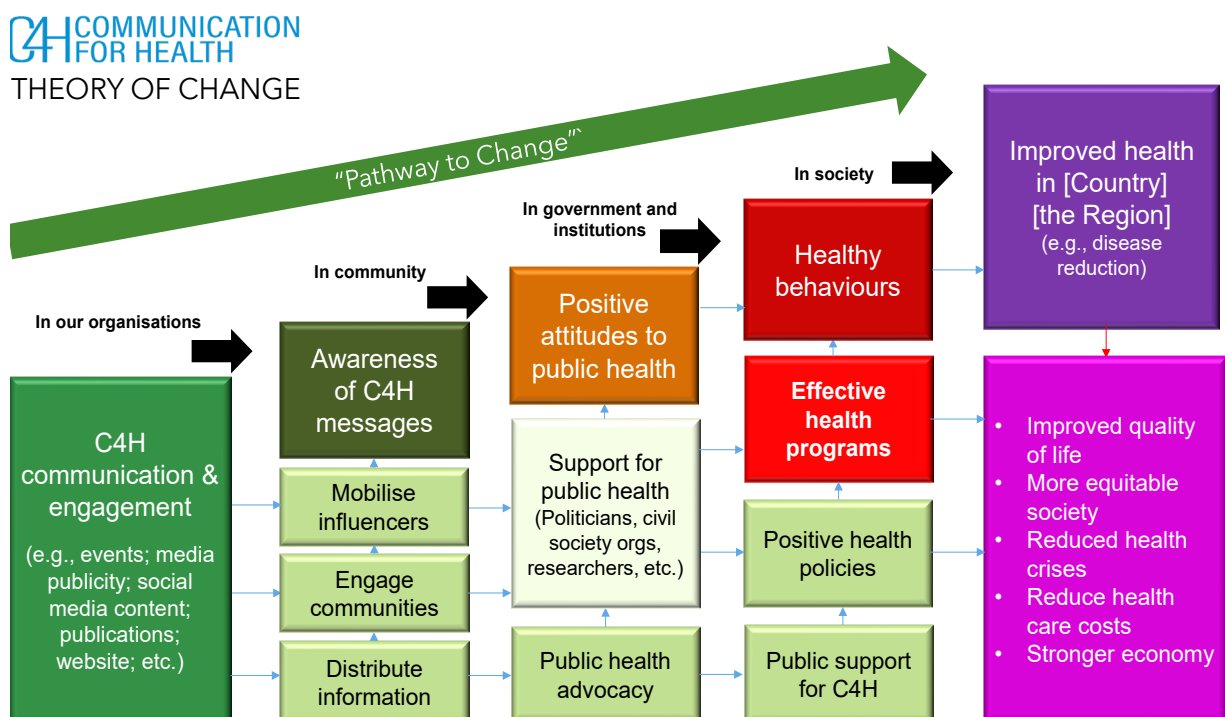 C4H COMMUNICATION
FOR HEALTH
THEORY OF CHANGE
"Pathway to Change"`
In our organisations
In community
In government and
institutions
In society
C4H
communication &
engagement
(e.g., events; media
publicity; social
media content;
publications;
website; etc.)
Awareness
of C4H
messages
Mobilise
influencers
Engage
communities
Distribute
information
Positive
attitudes to
public health
Support for
public health
(Politicians, civil
society orgs,
researchers, etc.)
Public health
advocacy
Healthy
behaviours
Effective
health
programs
Positive health
policies
Public support
for C4H
Improved health
in [Country]
[the Region]
(e.g., disease
reduction)
• Improved quality
of life
• More equitable
society
• Reduced health
crises
• Reduce health
care costs
• Stronger economy